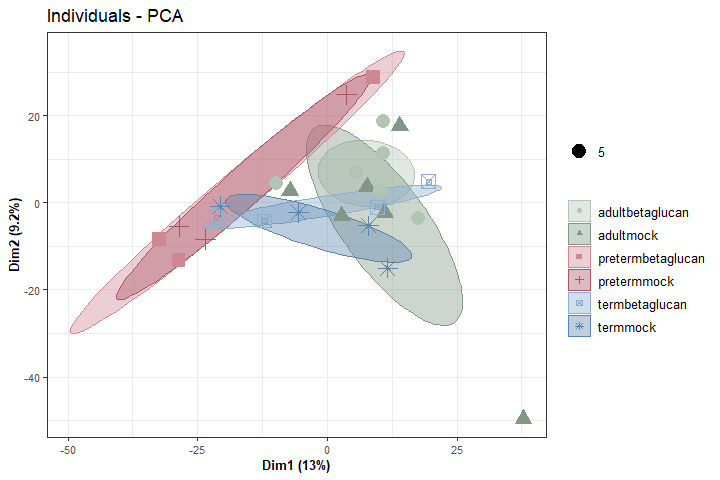 Individuals - PCA
20
0
-20
-40
Dim2 (9.2%)
-50
-25
0
25
Dim1 (13%)
5
adultbetaglucan
adultmock
pretermbetaglucan
pretermmock
termbetaglucan
termmock